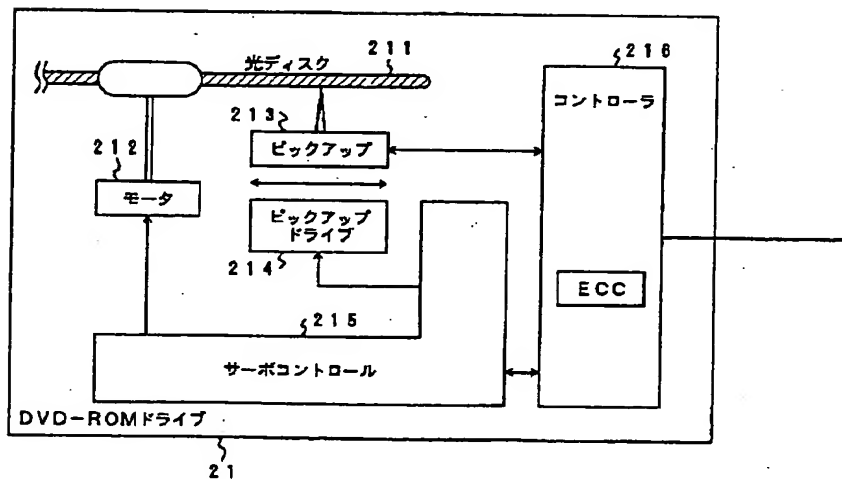 光ディスク
211
216
コントローラ
213
ピックアップ
212
モータ
ピックアップ
ドライブ
214
ECC
215
サーボコントロール
DVD-ROMドライブ
21